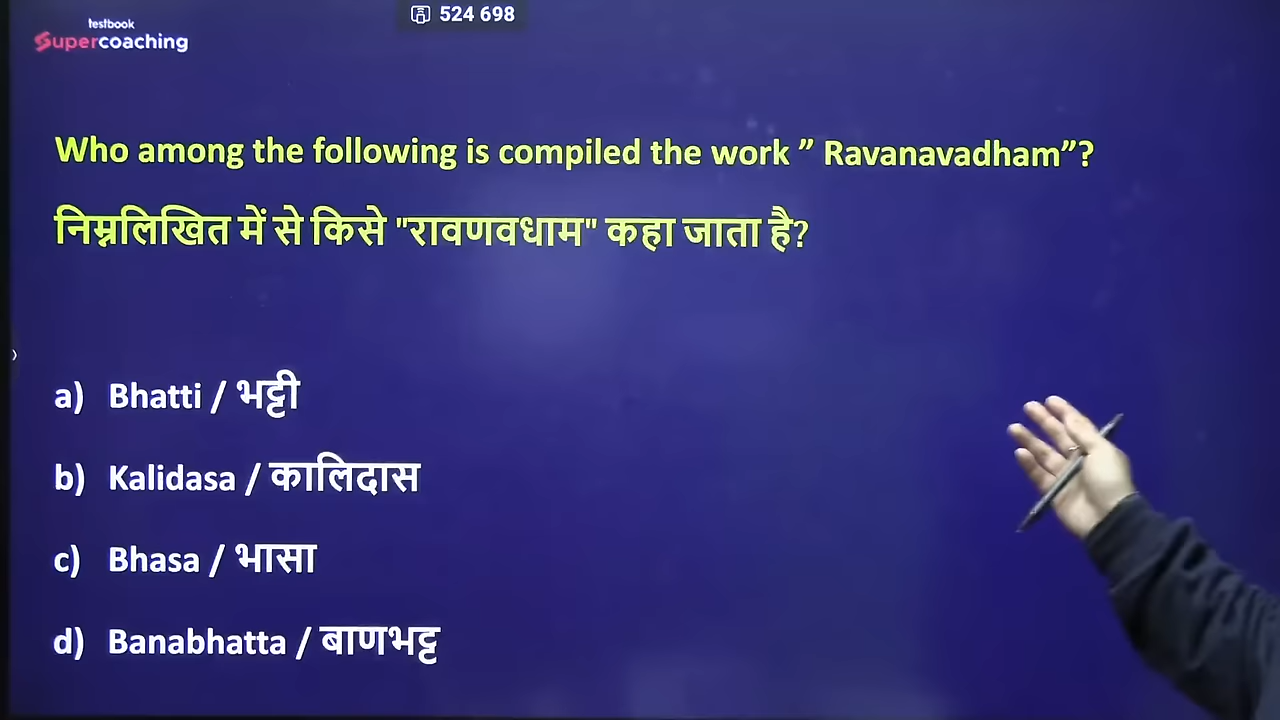 testbook
Supercoaching
524 698
Who among the following is compiled the work ” Ravanavadham”?
निम्नलिखित में से किसे "रावणवधाम" कहा जाता है?
a) Bhatti / भट्टी
b) Kalidasa / कालिदास
c) Bhasa / भासा
d) Banabhatta / बाणभट्ट